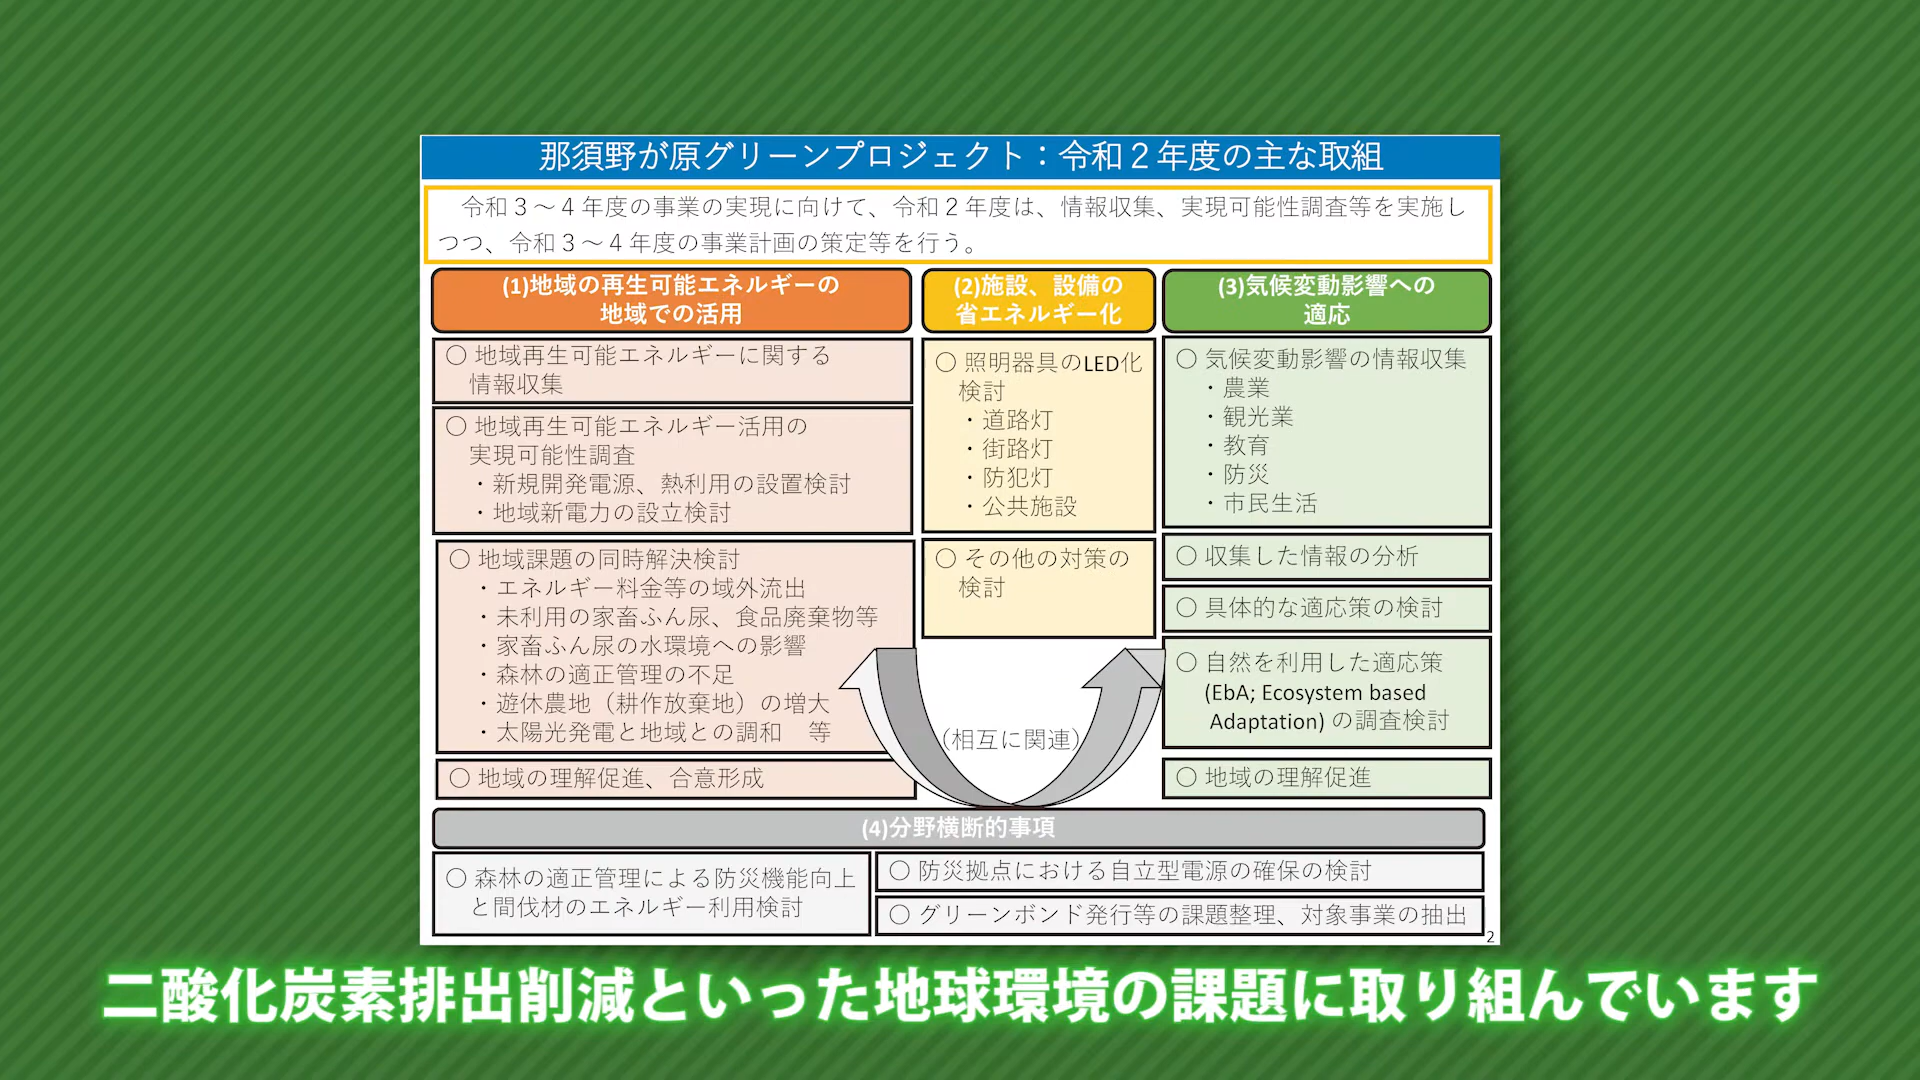 那須野が原グリーンプロジェクト：令和２年度の主な取組
令和３～４年度の事業の実現に向けて、令和２年度は、情報収集、実現可能性調査等を実施し
つつ、令和３～４年度の事業計画の策定等を行う。
(1)地域の再生可能エネルギーの
地域での活用
〇 地域再生可能エネルギーに関する
情報収集
〇 地域再生可能エネルギー活用の
実現可能性調査
・新規開発電源、熱利用の設置検討
・地域新電力の設立検討
〇 地域課題の同時解決検討
・エネルギー料金等の域外流出
・未利用の家畜ふん尿、食品廃棄物等
・家畜ふん尿の水環境への影響
・森林の適正管理の不足
・遊休農地（耕作放棄地）の増大
・太陽光発電と地域との調和　等
〇 地域の理解促進、合意形成
(2)施設、設備の
省エネルギー化
〇 照明器具のLED化
検討
・道路灯
・街路灯
・防犯灯
・公共施設
〇 その他の対策の
検討
(3)気候変動影響への
適応
〇 気候変動影響の情報収集
・農業
・観光業
・教育
・防災
・市民生活
〇 収集した情報の分析
〇 具体的な適応策の検討
〇 自然を利用した適応策
(EbA; Ecosystem based
Adaptation) の調査検討
〇 地域の理解促進
（相互に関連）
(4)分野横断的事項
〇 森林の適正管理による防災機能向上
と間伐材のエネルギー利用検討
〇 防災拠点における自立型電源の確保の検討
〇 グリーンボンド発行等の課題整理、対象事業の抽出
2
二酸化炭素排出削減といった地球環境の課題に取り組んでいます